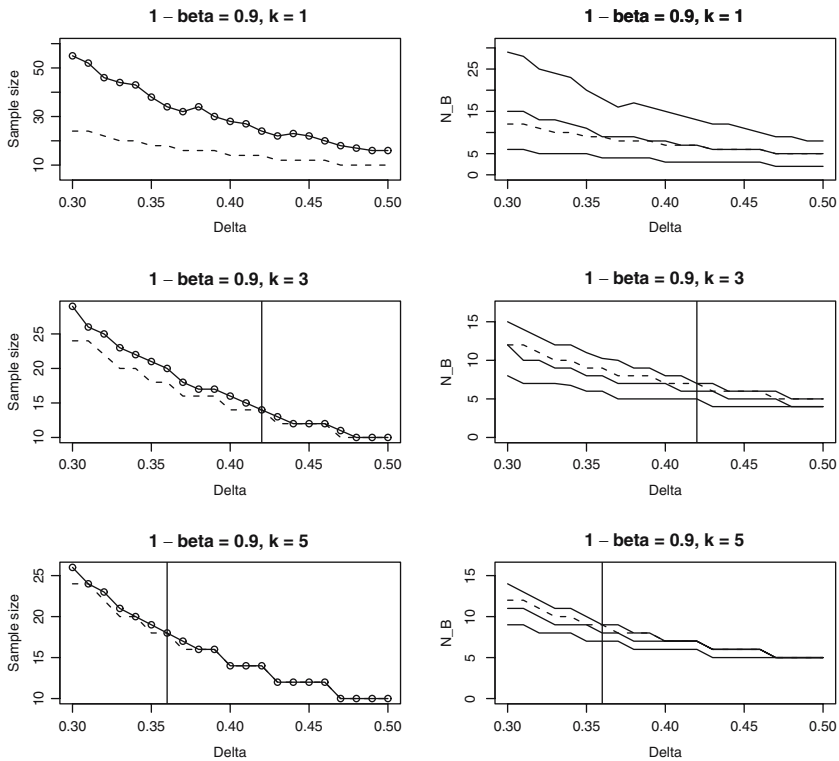 1 – beta = 0.9, k = 1
Sample size
10 30 50
0.30 0.35 0.40 0.45 0.50
Delta
1 – beta = 0.9, k = 1
N_B
0 5 15 25
0.30 0.35 0.40 0.45 0.50
Delta
1 – beta = 0.9, k = 3
Sample size
10 15 20 25
0.30 0.35 0.40 0.45 0.50
Delta
1 – beta = 0.9, k = 3
N_B
0 5 10 15
0.30 0.35 0.40 0.45 0.50
Delta
1 – beta = 0.9, k = 5
Sample size
10 15 20 25
0.30 0.35 0.40 0.45 0.50
Delta
1 – beta = 0.9, k = 5
N_B
0 5 10 15
0.30 0.35 0.40 0.45 0.50
Delta